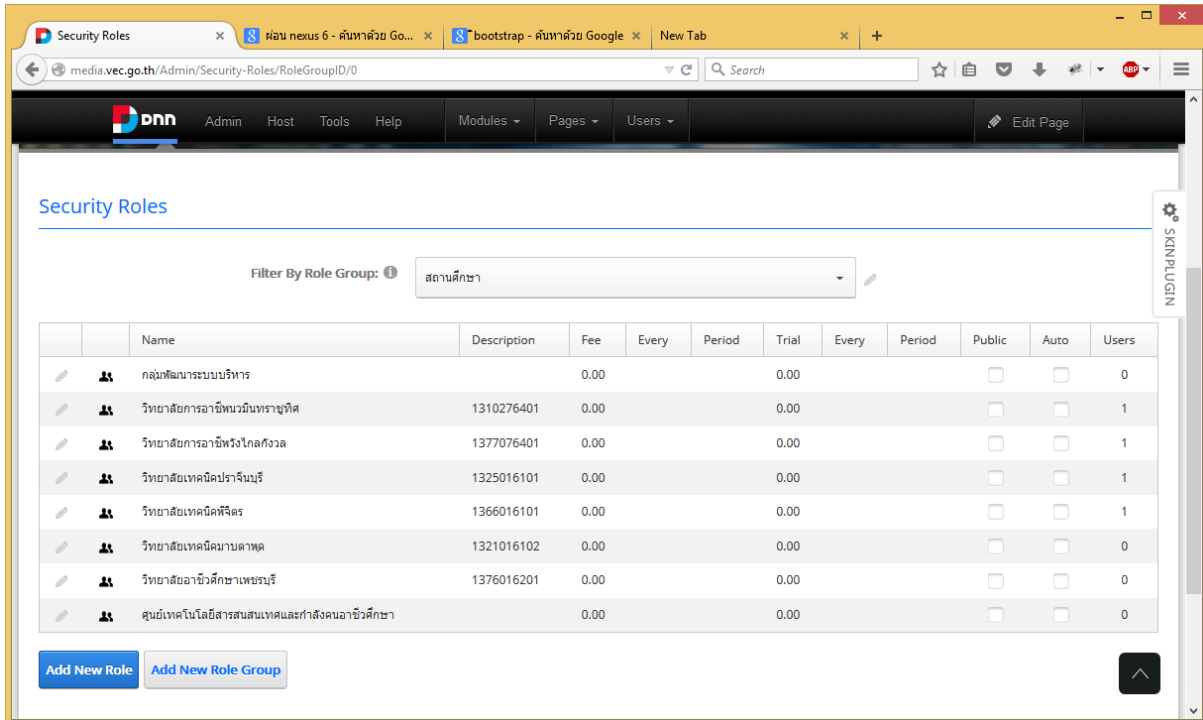 Security Roles
ผ่อน nexus 6 - ค้นหาด้วย Go...
bootstrap - ค้นหาด้วย Google
New Tab
media.vec.go.th/Admin/Security-Roles/RoleGroupID/0
Search
ABP
DNN Admin Host Tools Help Modules Pages Users Edit Page
Security Roles
SKINPLUGIN
Filter By Role Group: สถานศึกษา
Name Description Fee Every Period Trial Every Period Public Auto Users
กลุ่มพัฒนาระบบบริหาร 0.00 0.00 0
วิทยาลัยการอาชีพนวมินทราชูทิศ 1310276401 0.00 0.00 1
วิทยาลัยการอาชีพวังไกลกังวล 1377076401 0.00 0.00 1
วิทยาลัยเทคนิคปราจีนบุรี 1325016101 0.00 0.00 1
วิทยาลัยเทคนิคพิจิตร 1366016101 0.00 0.00 1
วิทยาลัยเทคนิคมาบตาพุด 1321016102 0.00 0.00 0
วิทยาลัยอาชีวศึกษาเพชรบุรี 1376016201 0.00 0.00 0
ศูนย์เทคโนโลยีสารสนสนเทศและกำลังคนอาชีวศึกษา 0.00 0.00 0
Add New Role Add New Role Group